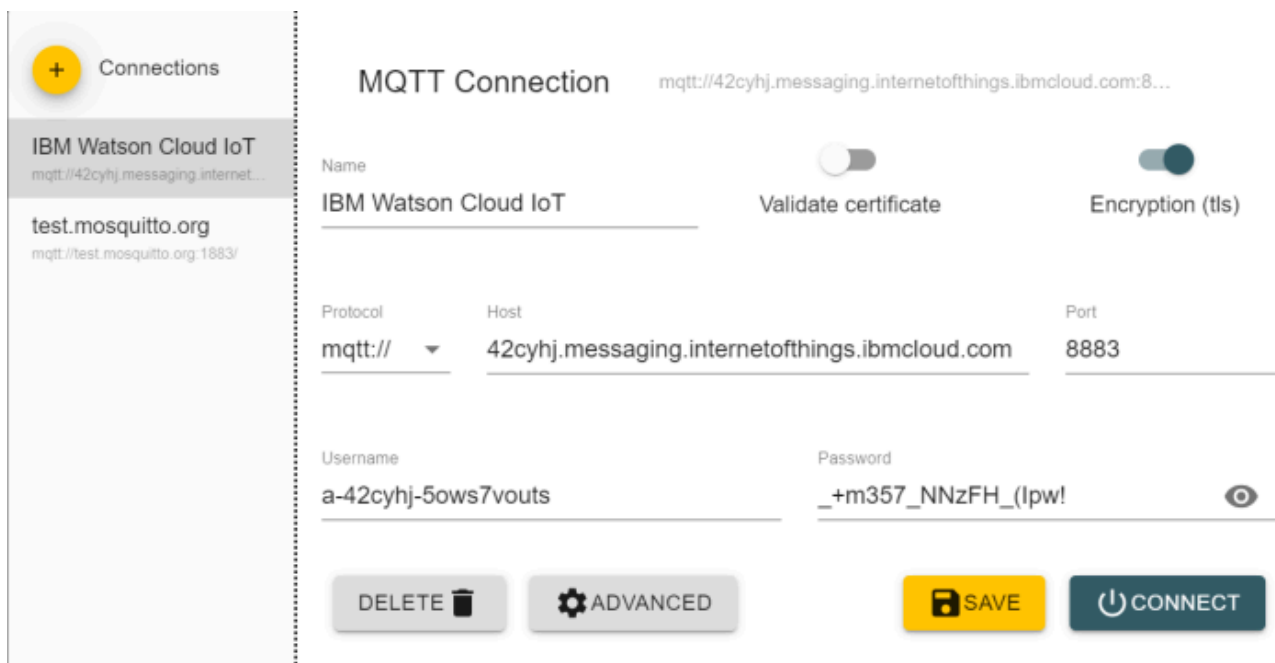 + Connections
IBM Watson Cloud IoT
mqtt://42cyhj.messaging.internet...
test.mosquitto.org
mqtt://test.mosquitto.org:1883/
MQTT Connection mqtt://42cyhj.messaging.internetofthings.ibmcloud.com:8...
Name
IBM Watson Cloud IoT
Validate certificate Encryption (tls)
Protocol Host Port
mqtt:// 42cyhj.messaging.internetofthings.ibmcloud.com 8883
Username Password
a-42cyhj-5ows7vouts _+m357_NNzFH_(Ipw!
DELETE ADVANCED SAVE CONNECT